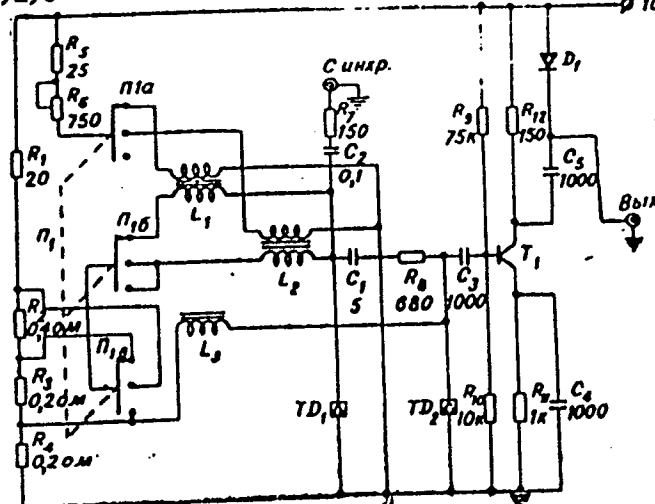 R5
25
R6
750
П1а
С инхр.
R7
150
C2
0,1
R9
75к
R12
150
D1
C5
1000
Вых
R1
20
L1
П1
П1б
L2
C1
5
R8
680
C3
1000
T1
0,4ом
П1в
L3
R3
0,2ом
TD1
TD2
R10
10к
R11
1к
C4
1000
R4
0,2ом